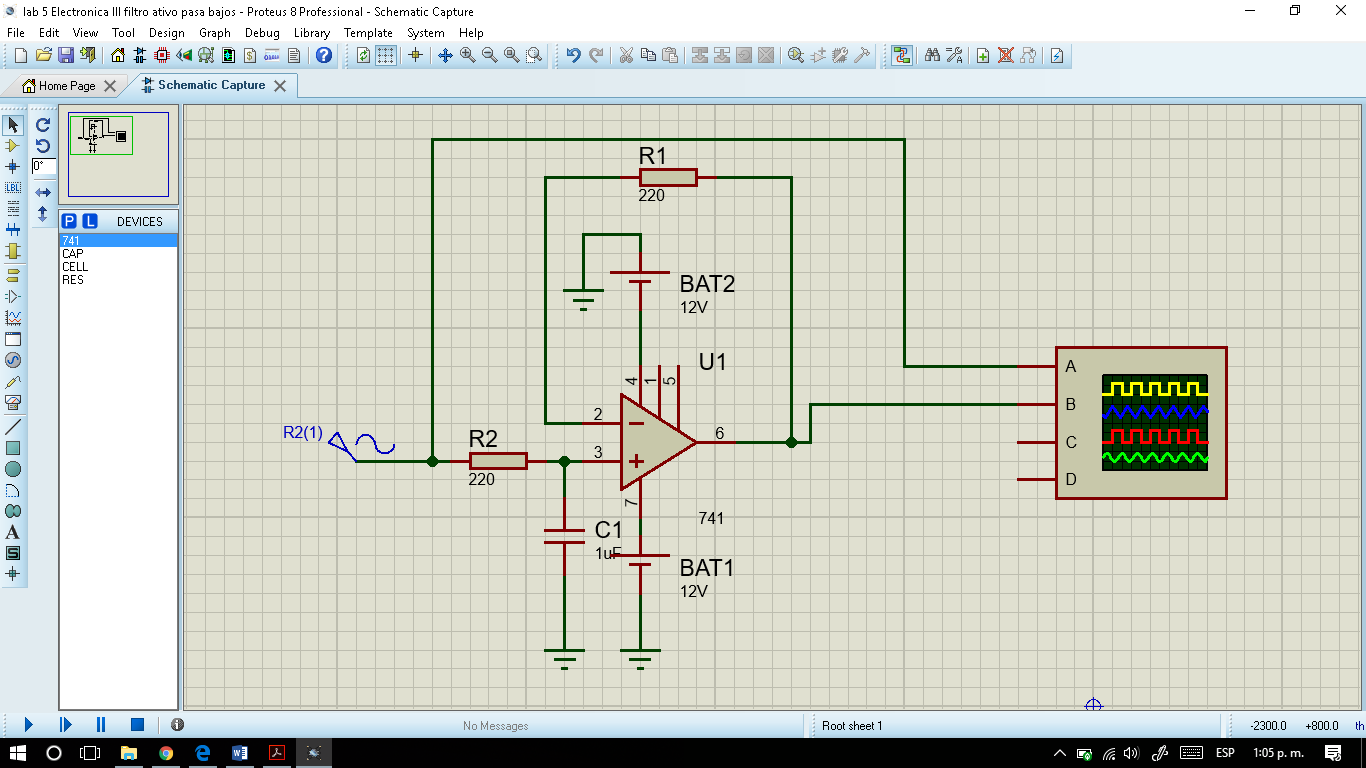 lab 5 Electronica III filtro ativo pasa bajos - Proteus 8 Professional - Schematic Capture
File Edit View Tool Design Graph Debug Library Template System Help
Home Page
Schematic Capture
0°
P L DEVICES
741
CAP
CELL
RES
LBL
A
S
R1
220
BAT2
12V
U1
4
1
5
2
6
3
7
R2(1)
R2
220
C1
1uF
741
BAT1
12V
A
B
C
D
No Messages
Root sheet 1
-2300.0
+800.0
th
ESP
1:05 p. m.